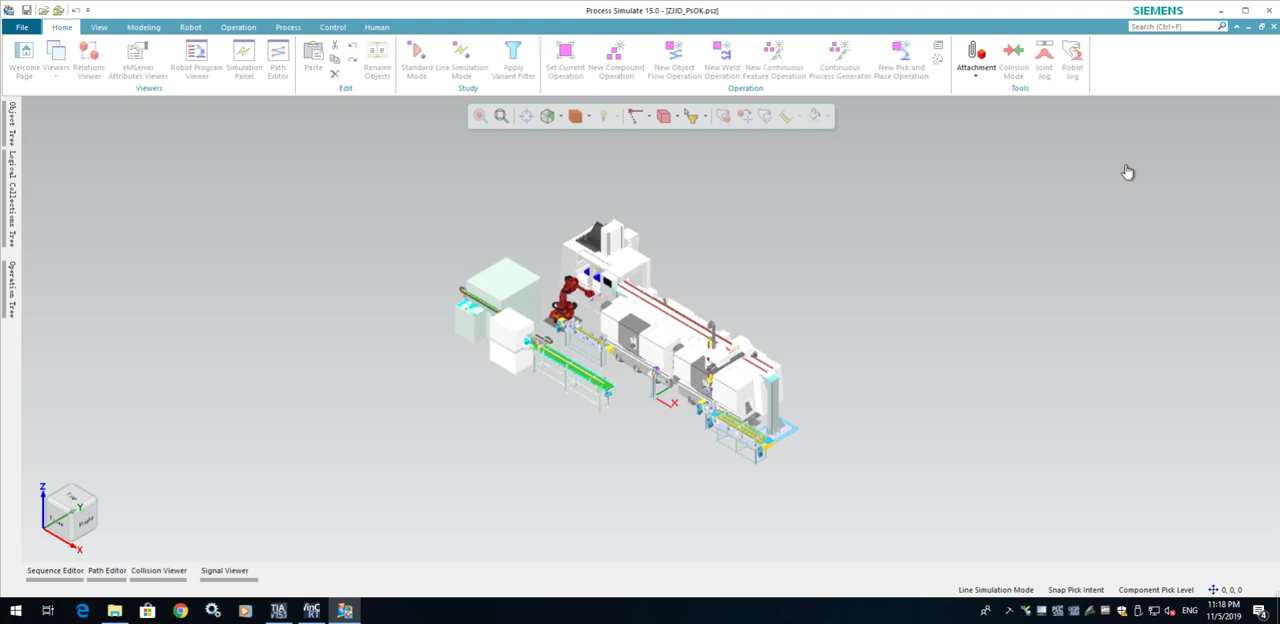 Process Simulate 15.0 - [ZJJD_PsOK.psz]
SIEMENS
File Home View Modeling Robot Operation Process Control Human
Search (Ctrl+F)
Welcome Page
Viewers
Relations Viewer
eMServer Attributes Viewer
Robot Program Viewer
Simulation Panel
Path Editor
Paste
Rename Objects
Standard Mode
Line Simulation Mode
Apply Variant Filter
Set Current Operation
New Compound Operation
New Object Flow Operation
New Weld Operation
New Continuous Feature Operation
Continuous Process Generator
New Pick and Place Operation
Attachment
Collision Mode
Joint Jog
Robot Jog
Viewers Edit Study Operation Tools
Object Tree
Logical Collections Tree
Operation Tree
X
Z
Y
Top
Right
X
Sequence Editor Path Editor Collision Viewer Signal Viewer
Line Simulation Mode Snap Pick Intent Component Pick Level 0, 0, 0
ENG
11:18 PM
11/5/2019
4